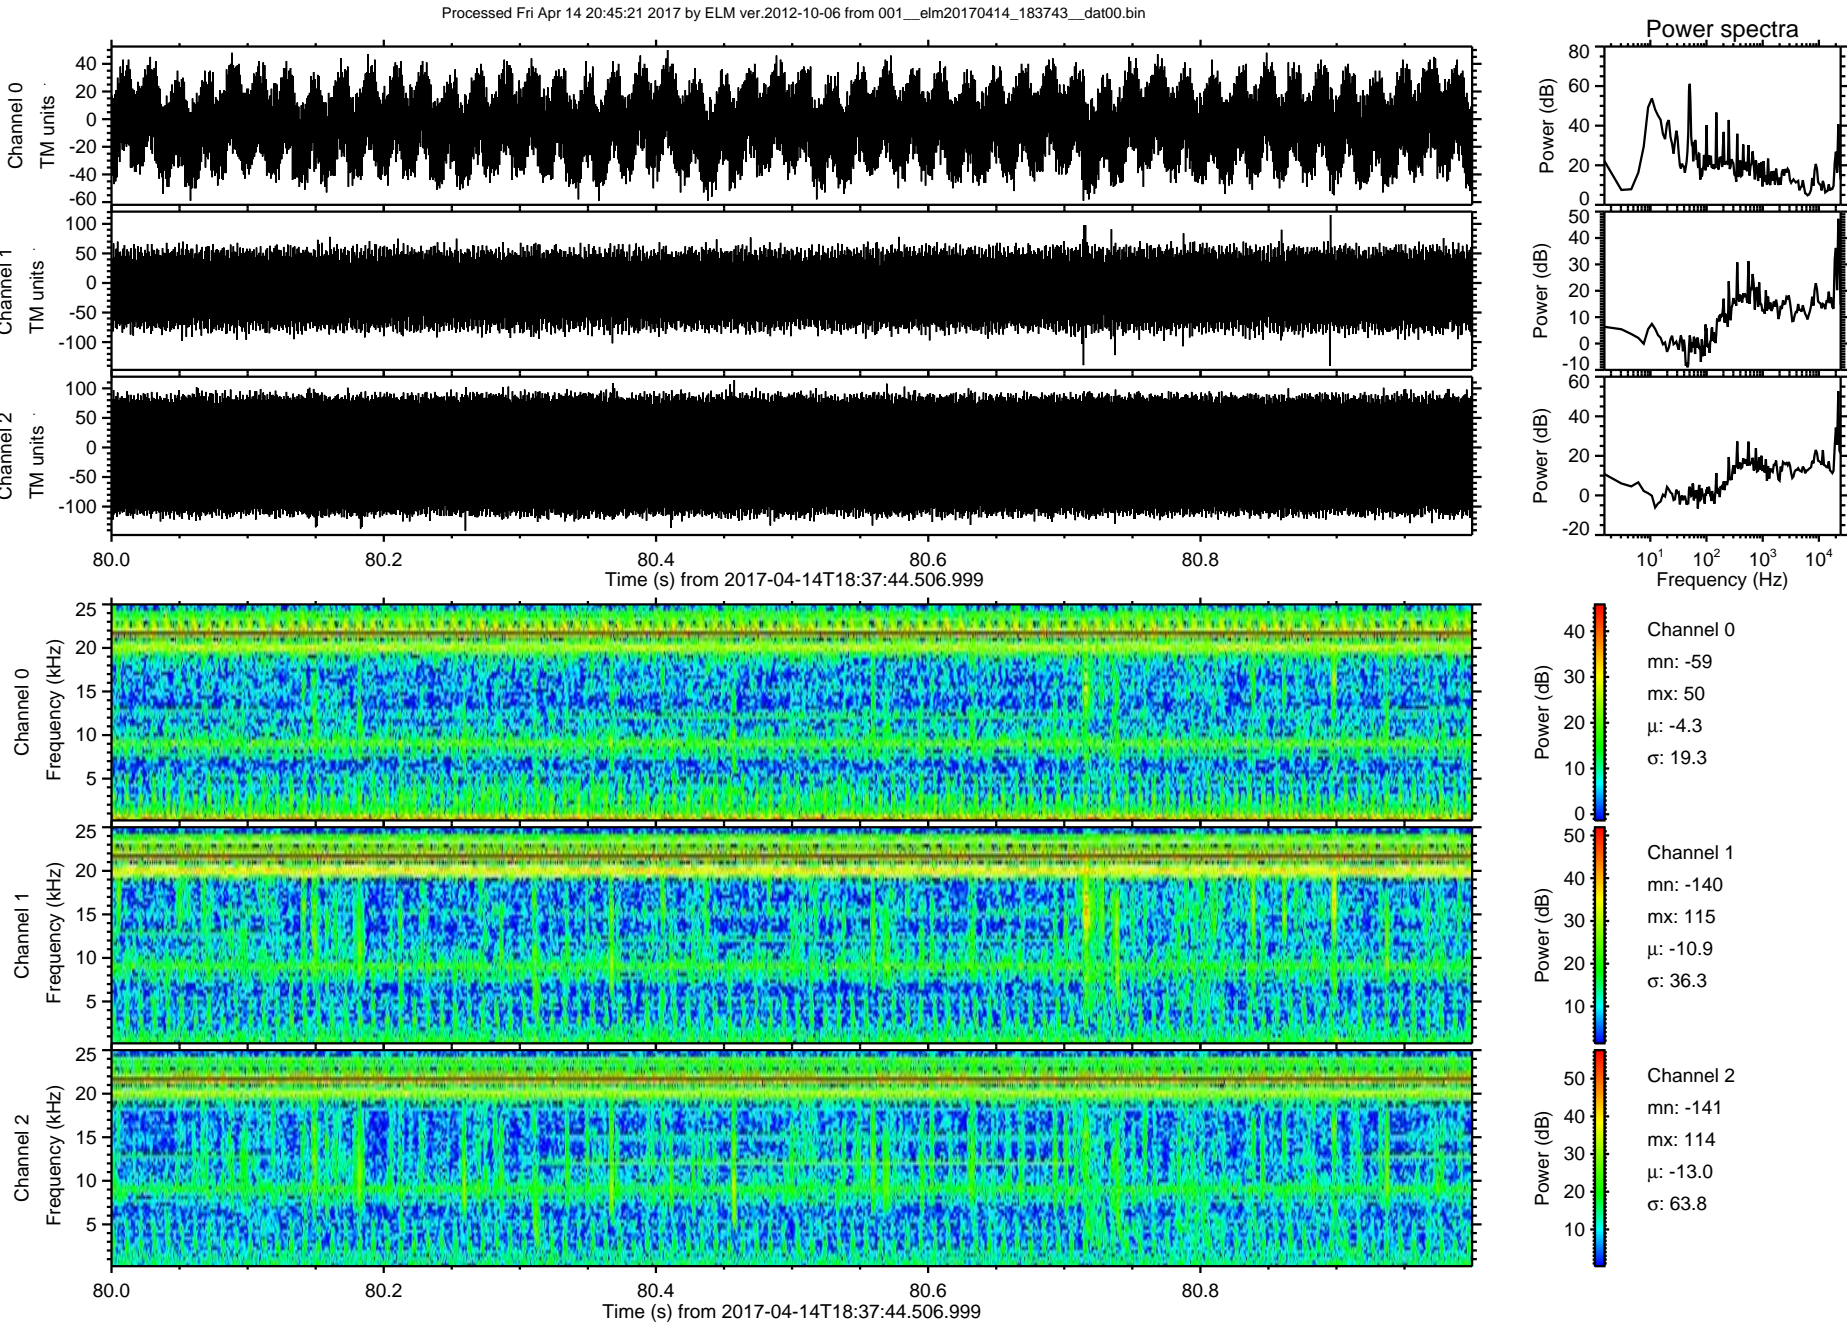 Processed Fri Apr 14 20:45:21 2017 by ELM ver.2012-10-06 from 001__elm20170414_183743__dat00.bin
Power spectra
Channel 0
TM units
40
20
0
-20
-40
-60
Power (dB)
80
60
40
20
0
Channel 1
TM units
100
50
0
-50
-100
Power (dB)
50
40
30
20
10
0
-10
Channel 2
TM units
100
50
0
-50
-100
Power (dB)
60
40
20
0
-20
80.0 80.2 80.4 80.6 80.8
Time (s) from 2017-04-14T18:37:44.506.999
10^1 10^2 10^3 10^4
Frequency (Hz)
Channel 0
Frequency (kHz)
25
20
15
10
5
Power (dB)
40
30
20
10
0
Channel 0
mn: -59
mx: 50
μ: -4.3
σ: 19.3
Channel 1
Frequency (kHz)
25
20
15
10
5
Power (dB)
50
40
30
20
10
Channel 1
mn: -140
mx: 115
μ: -10.9
σ: 36.3
Channel 2
Frequency (kHz)
25
20
15
10
5
Power (dB)
50
40
30
20
10
Channel 2
mn: -141
mx: 114
μ: -13.0
σ: 63.8
80.0 80.2 80.4 80.6 80.8
Time (s) from 2017-04-14T18:37:44.506.999